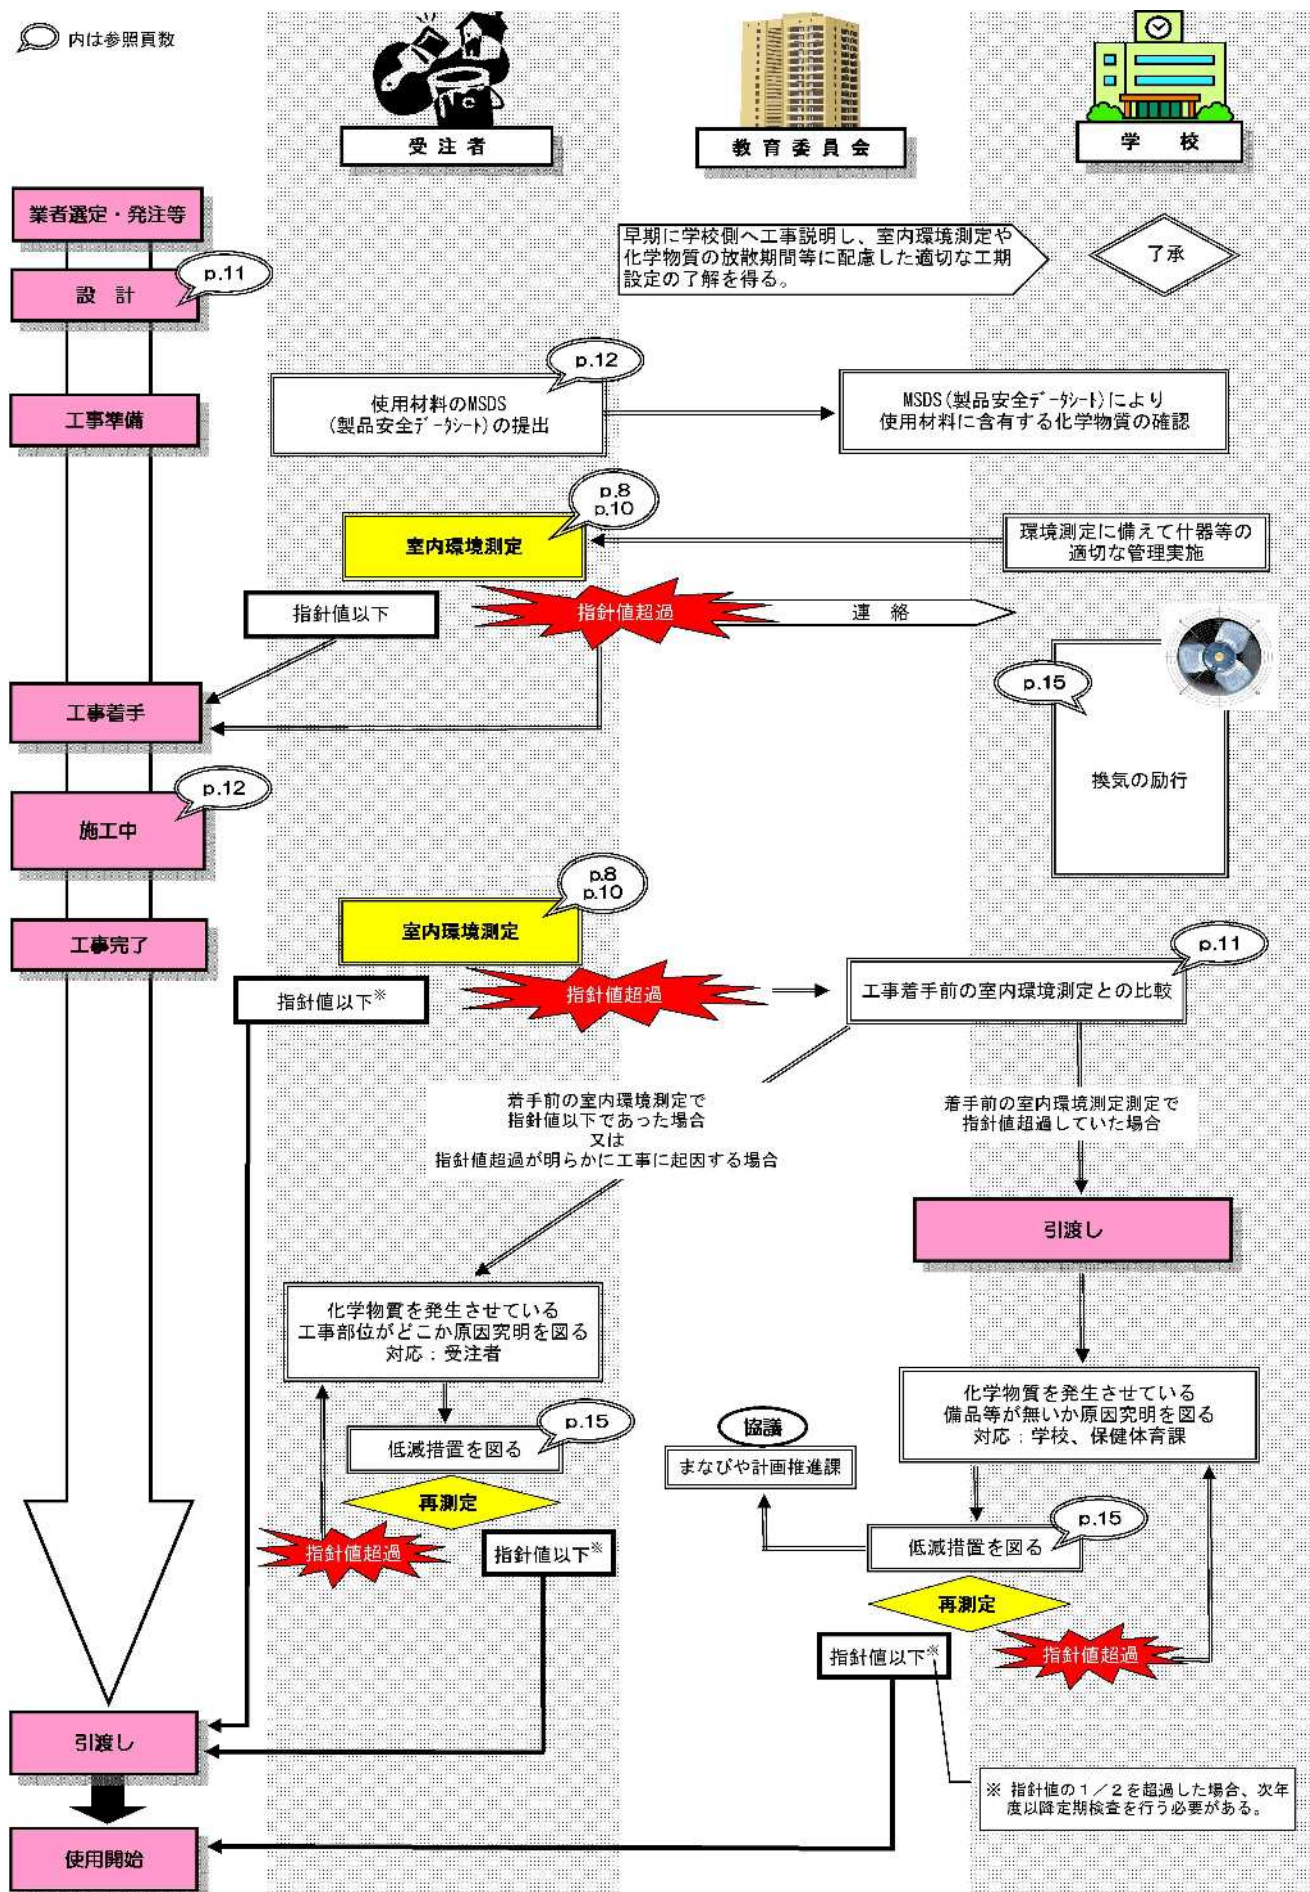 内は参照頁数
受注者
教育委員会
学　校
業者選定・発注等
早期に学校側へ工事説明し、室内環境測定や
化学物質の放散期間等に配慮した適切な工期
設定の了解を得る。
了承
p.11
設　計
p.12
工事準備
使用材料のMSDS
(製品安全ﾃﾞｰﾀｼｰﾄ)の提出
MSDS(製品安全ﾃﾞｰﾀｼｰﾄ)により
使用材料に含有する化学物質の確認
p.8
p.10
室内環境測定
環境測定に備えて什器等の
適切な管理実施
指針値以下
指針値超過
連　絡
p.15
工事着手
換気の励行
p.12
施工中
p.8
p.10
室内環境測定
工事完了
p.11
指針値以下※
指針値超過
工事着手前の室内環境測定との比較
着手前の室内環境測定で
指針値以下であった場合
又は
指針値超過が明らかに工事に起因する場合
着手前の室内環境測定測定で
指針値超過していた場合
引渡し
化学物質を発生させている
工事部位がどこか原因究明を図る
対応：受注者
化学物質を発生させている
備品等が無いか原因究明を図る
対応：学校、保健体育課
p.15
低減措置を図る
協議
まなびや計画推進課
再測定
p.15
低減措置を図る
指針値超過
指針値以下※
再測定
指針値以下※
指針値超過
引渡し
※ 指針値の１／２を超過した場合、次年
度以降定期検査を行う必要がある。
使用開始